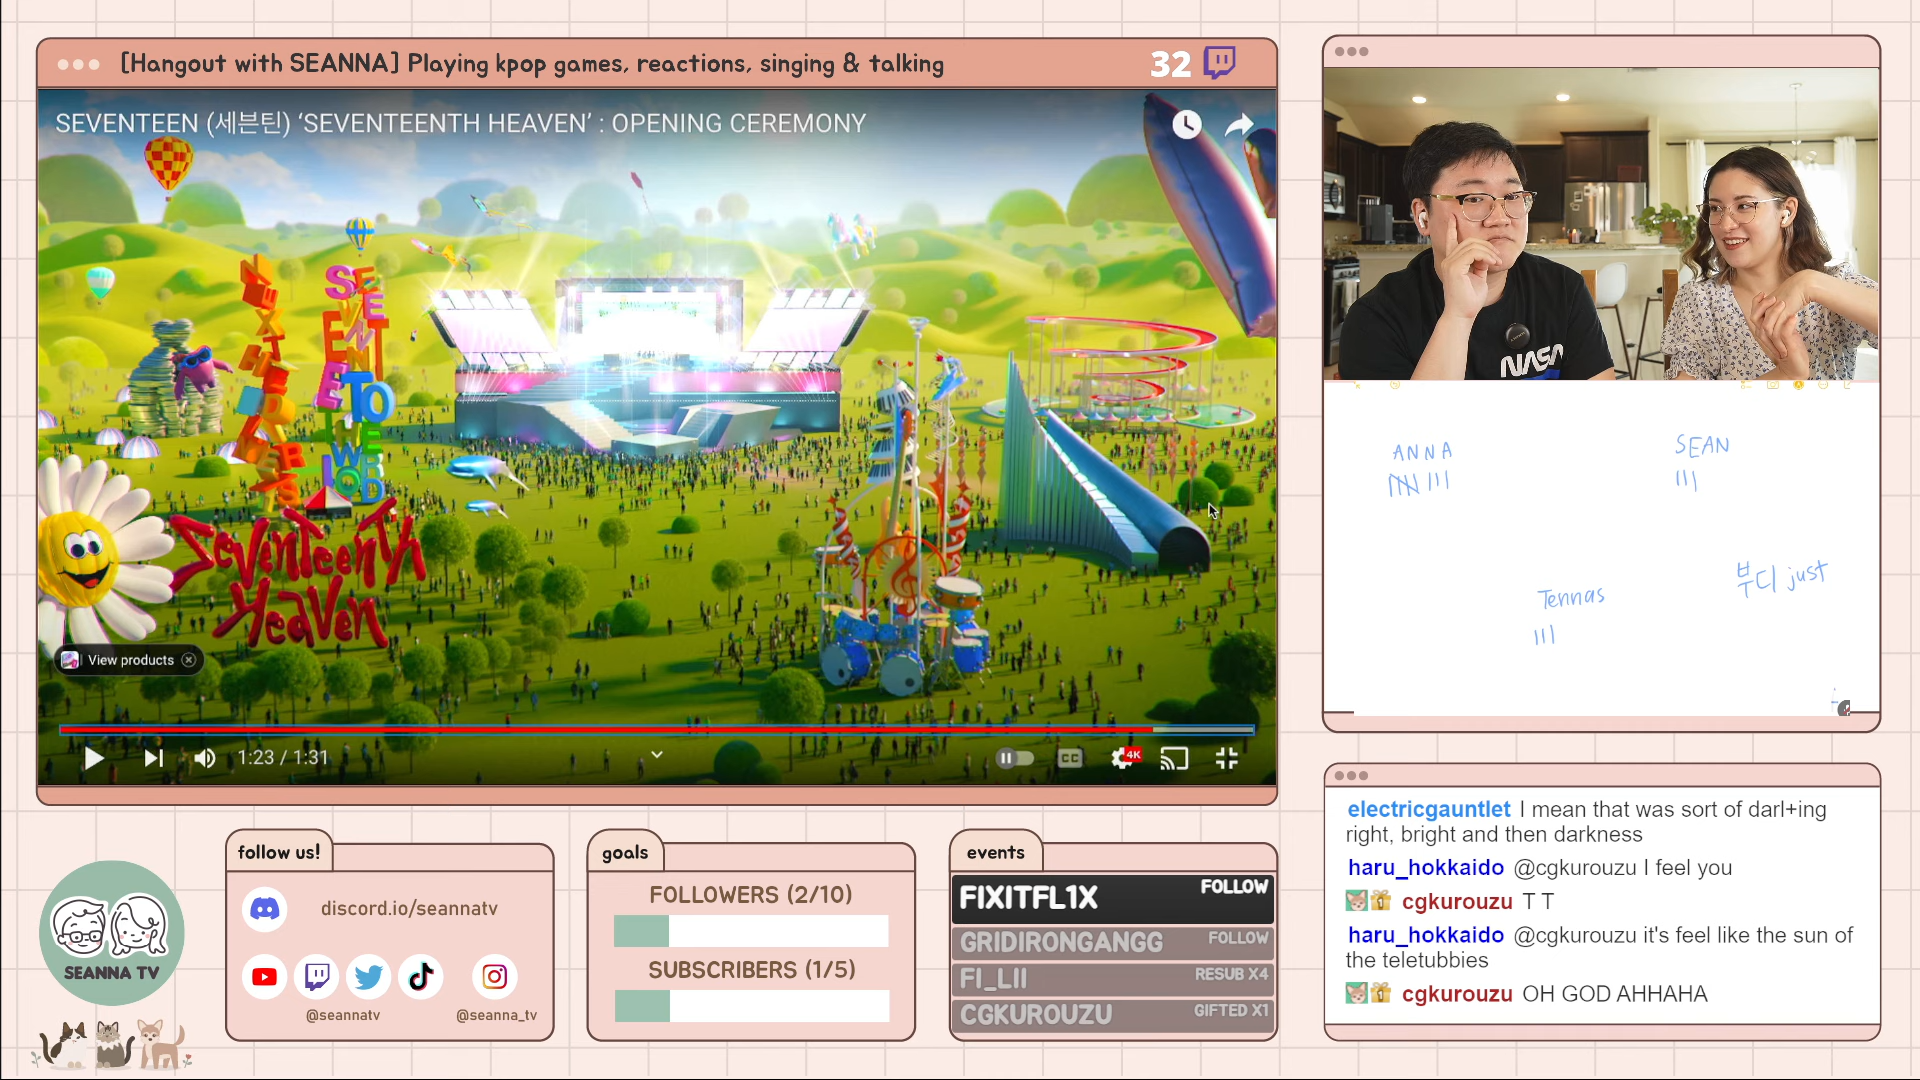 [Hangout with SEANNA] Playing kpop games, reactions, singing & talking
32
SEVENTEEN (세븐틴) ‘SEVENTEENTH HEAVEN’ : OPENING CEREMONY
SEVENTEENTH HEAVEN
View products
1:23 / 1:31
CC
4K
NASA
ANNA
SEAN
Tennas
부디 just
follow us!
discord.io/seannatv
@seannatv
@seanna_tv
SEANNA TV
goals
FOLLOWERS (2/10)
SUBSCRIBERS (1/5)
events
FIXITFL1X FOLLOW
GRIDIRONGANGG FOLLOW
FI_LII RESUB X4
CGKUROUZU GIFTED X1
electricgauntlet I mean that was sort of darl+ing
right, bright and then darkness
haru_hokkaido @cgkurouzu I feel you
cgkurouzu T T
haru_hokkaido @cgkurouzu it's feel like the sun of
the teletubbies
cgkurouzu OH GOD AHHAHA